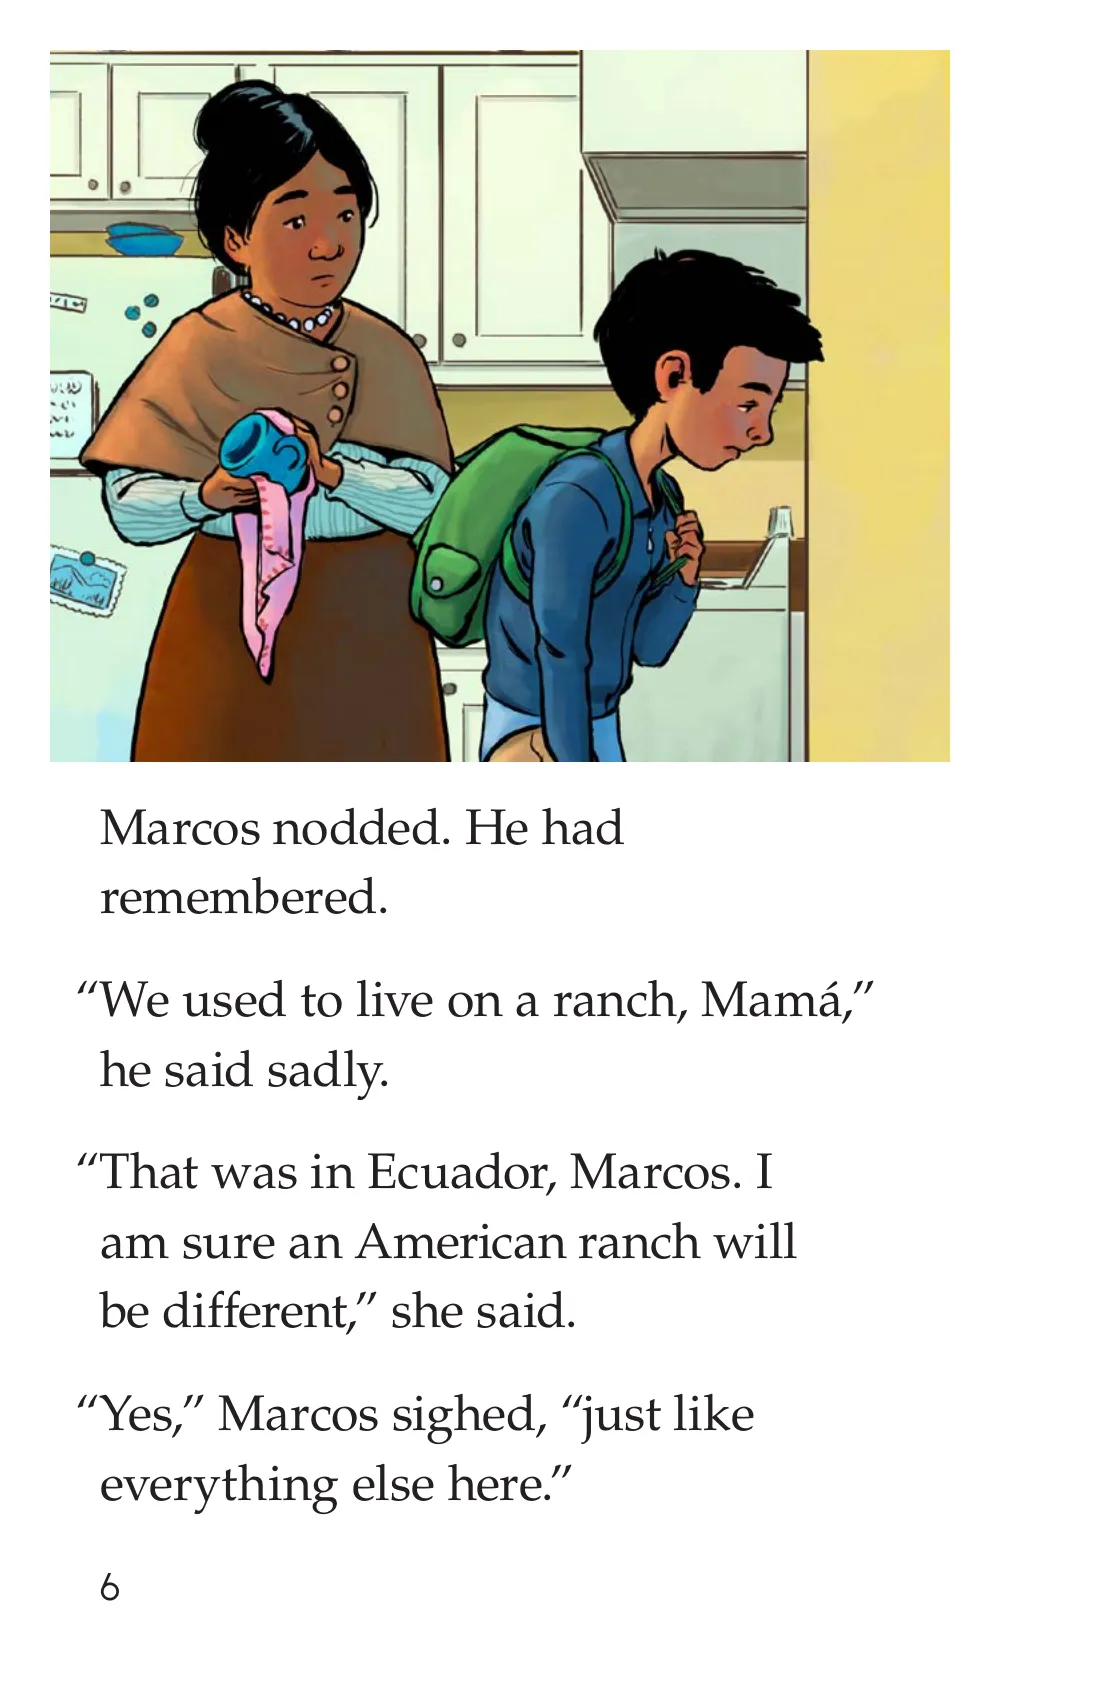 Marcos nodded. He had
remembered.
“We used to live on a ranch, Mamá,”
he said sadly.
“That was in Ecuador, Marcos. I
am sure an American ranch will
be different,” she said.
“Yes,” Marcos sighed, “just like
everything else here.”
6